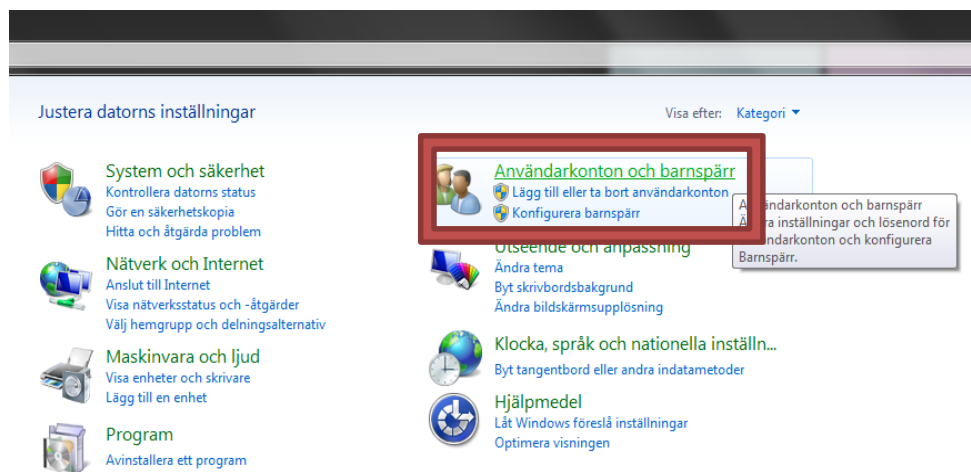 Justera datorns inställningar
Visa efter: Kategori
System och säkerhet
Kontrollera datorns status
Gör en säkerhetskopia
Hitta och åtgärda problem
Nätverk och Internet
Anslut till Internet
Visa nätverksstatus och -åtgärder
Välj hemgrupp och delningsalternativ
Maskinvara och ljud
Visa enheter och skrivare
Lägg till en enhet
Program
Avinstallera ett program
Användarkonton och barnspärr
Lägg till eller ta bort användarkonton
Konfigurera barnspärr
Användarkonton och barnspärr
Ändra inställningar och lösenord för
användarkonton och konfigurera
Barnspärr.
Utseende och anpassning
Ändra tema
Byt skrivbordsbakgrund
Ändra bildskärmsupplösning
Klocka, språk och nationella inställn...
Byt tangentbord eller andra indatametoder
Hjälpmedel
Låt Windows föreslå inställningar
Optimera visningen